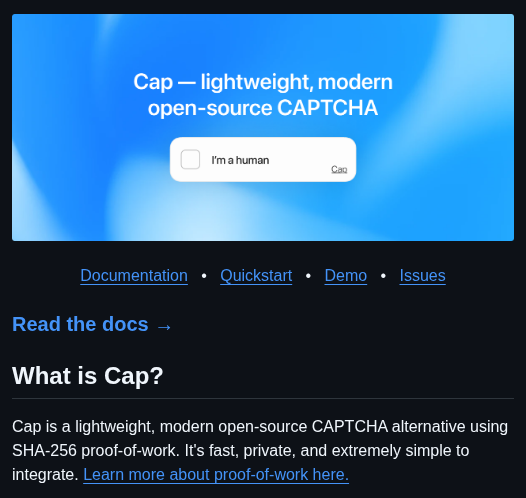 Cap — lightweight, modern
open-source CAPTCHA
I'm a human
Cap
Documentation • Quickstart • Demo • Issues
Read the docs →
What is Cap?
Cap is a lightweight, modern open-source CAPTCHA alternative using
SHA-256 proof-of-work. It's fast, private, and extremely simple to
integrate. Learn more about proof-of-work here.